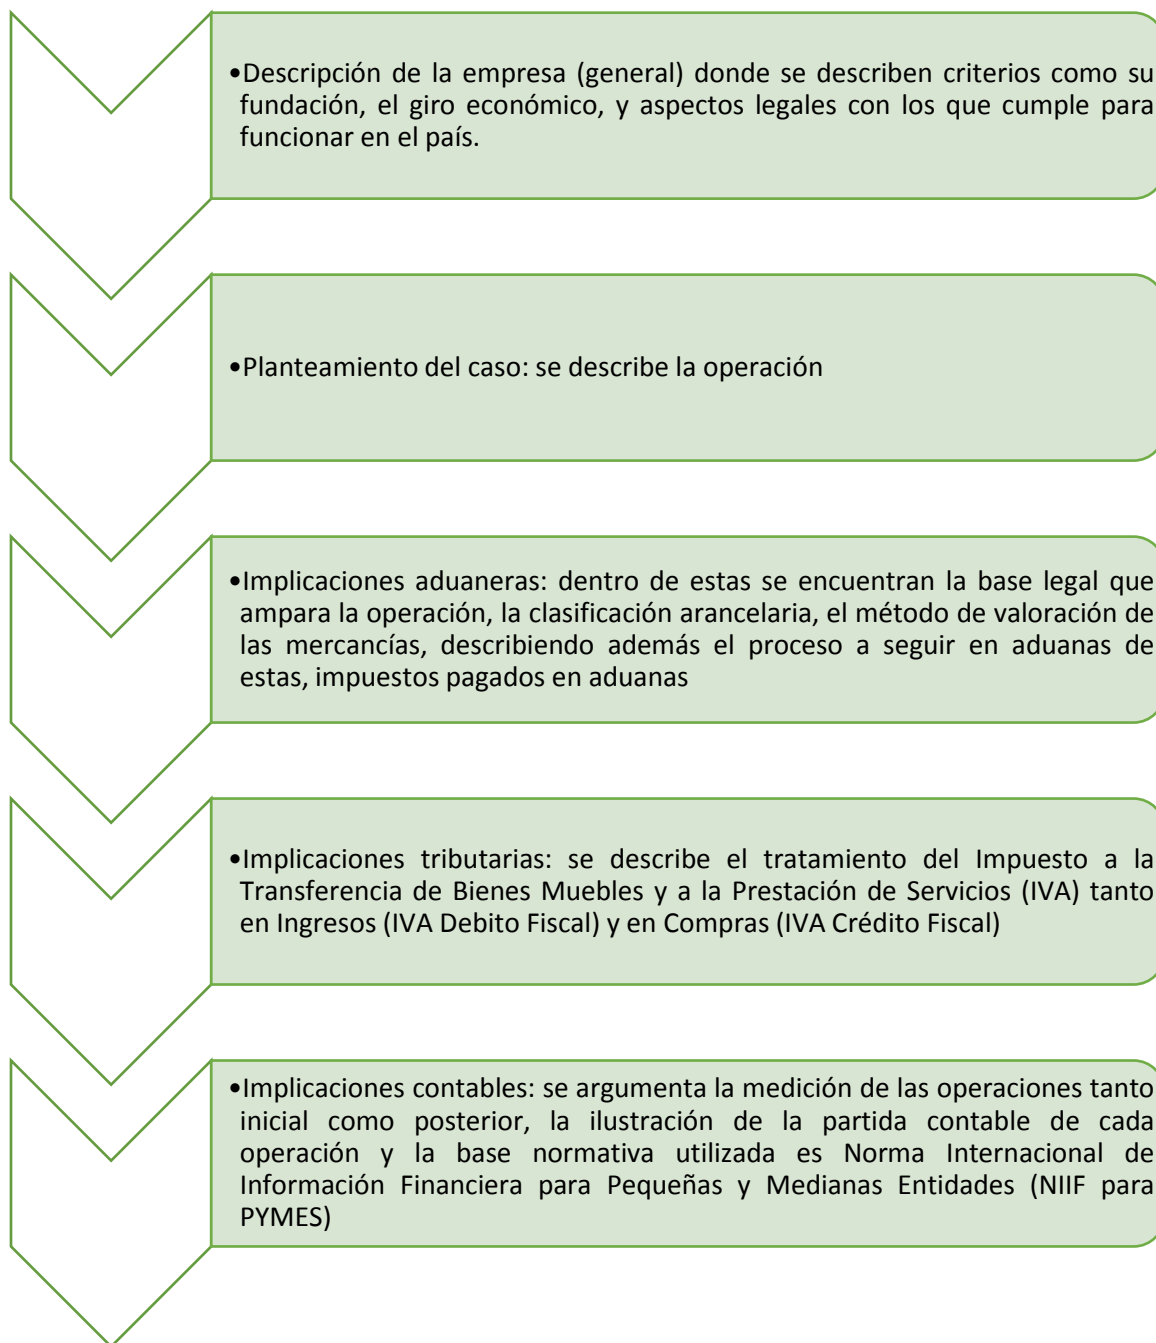 •Descripción de la empresa (general) donde se describen criterios como su
fundación, el giro económico, y aspectos legales con los que cumple para
funcionar en el país.
•Planteamiento del caso: se describe la operación
•Implicaciones aduaneras: dentro de estas se encuentran la base legal que
ampara la operación, la clasificación arancelaria, el método de valoración de
las mercancías, describiendo además el proceso a seguir en aduanas de
estas, impuestos pagados en aduanas
•Implicaciones tributarias: se describe el tratamiento del Impuesto a la
Transferencia de Bienes Muebles y a la Prestación de Servicios (IVA) tanto
en Ingresos (IVA Debito Fiscal) y en Compras (IVA Crédito Fiscal)
•Implicaciones contables: se argumenta la medición de las operaciones tanto
inicial como posterior, la ilustración de la partida contable de cada
operación y la base normativa utilizada es Norma Internacional de
Información Financiera para Pequeñas y Medianas Entidades (NIIF para
PYMES)